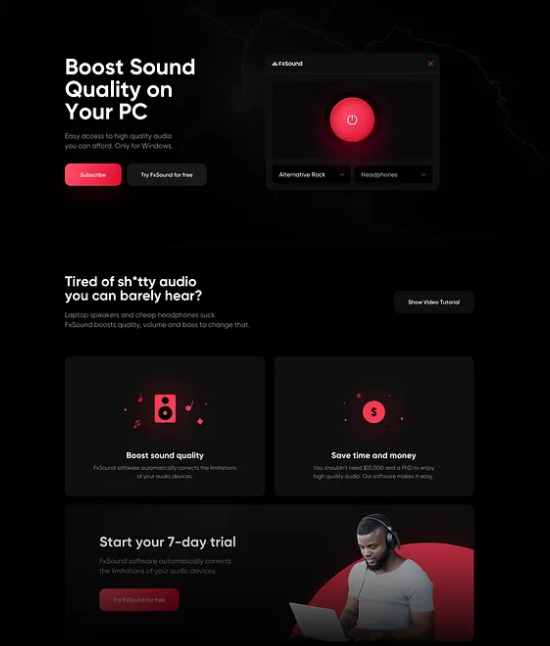 Boost Sound
Quality on
Your PC
Easy access to high quality audio
you can afford. Only for Windows.
Subscribe
Try FxSound for free
FxSound
Alternative Rock
Headphones
Tired of sh*tty audio
you can barely hear?
Laptop speakers and cheap headphones suck.
FxSound boosts quality, volume and bass to change that.
Show Video Tutorial
Boost sound quality
FxSound software automatically corrects the limitations
of your audio devices.
$
Save time and money
You shouldn't need $10,000 and a PhD to enjoy
high quality audio. Our software makes it easy.
Start your 7-day trial
FxSound software automatically corrects
the limitations of your audio devices
Try FxSound for free